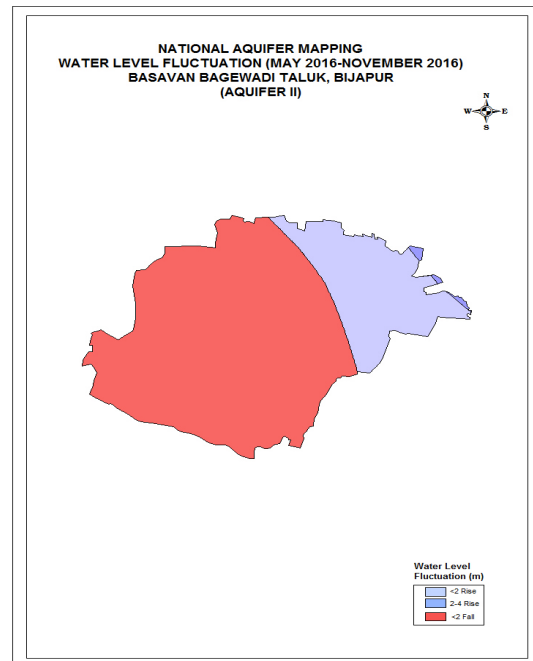 NATIONAL AQUIFER MAPPING
WATER LEVEL FLUCTUATION (MAY 2016-NOVEMBER 2016)
BASAVAN BAGEWADI TALUK, BIJAPUR
(AQUIFER II)
N
W E
S
Water Level
Fluctuation (m)
<2 Rise
2-4 Rise
<2 Fall